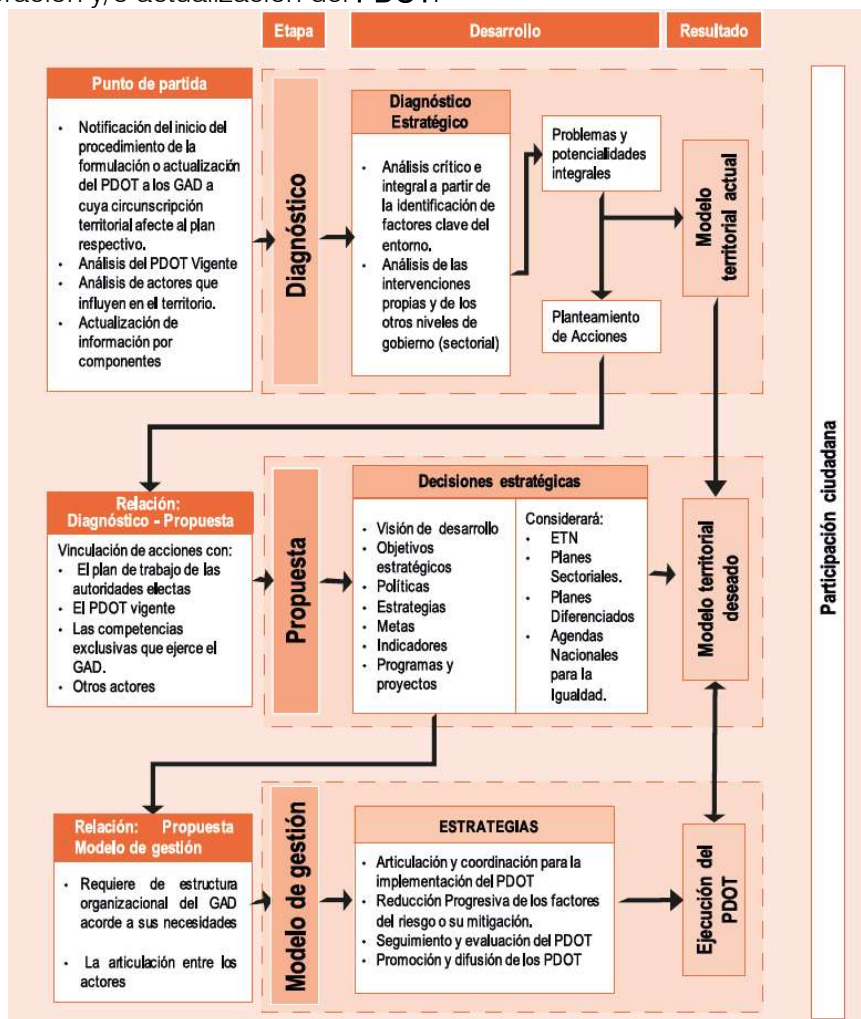 y/o actualización del PDOT.
Etapa
Desarrollo
Resultado
Punto de partida
• Notificación del inicio del
procedimiento de la
formulación o actualización
del PDOT a los GAD a
cuya circunscripción
territorial afecte al plan
respectivo.
• Análisis del PDOT Vigente
• Análisis de actores que
influyen en el territorio.
• Actualización de
información por
componentes
Diagnóstico
Diagnóstico
Estratégico
• Análisis crítico e
integral a partir de
la identificación de
factores clave del
entorno.
• Análisis de las
intervenciones
propias y de los
otros niveles de
gobierno (sectorial)
Problemas y
potencialidades
integrales
Planteamiento
de Acciones
Modelo
territorial actual
Relación:
Diagnóstico - Propuesta
Vinculación de acciones con:
• El plan de trabajo de las
autoridades electas
• El PDOT vigente
• Las competencias
exclusivas que ejerce el
GAD.
• Otros actores
Propuesta
Decisiones estratégicas
• Visión de desarrollo
• Objetivos
estratégicos
• Políticas
• Estrategias
• Metas
• Indicadores
• Programas y
proyectos
Considerará:
• ETN
• Planes
Sectoriales.
• Planes
Diferenciados
• Agendas
Nacionales
para la
Igualdad.
Modelo territorial
deseado
Relación: Propuesta
Modelo de gestión
• Requiere de estructura
organizacional del GAD
acorde a sus necesidades
• La articulación entre los
actores
Modelo de gestión
ESTRATEGIAS
• Articulación y coordinación para la
implementación del PDOT
• Reducción Progresiva de los factores
del riesgo o su mitigación.
• Seguimiento y evaluación del PDOT
• Promoción y difusión de los PDOT
Ejecución del
PDOT
Participación ciudadana